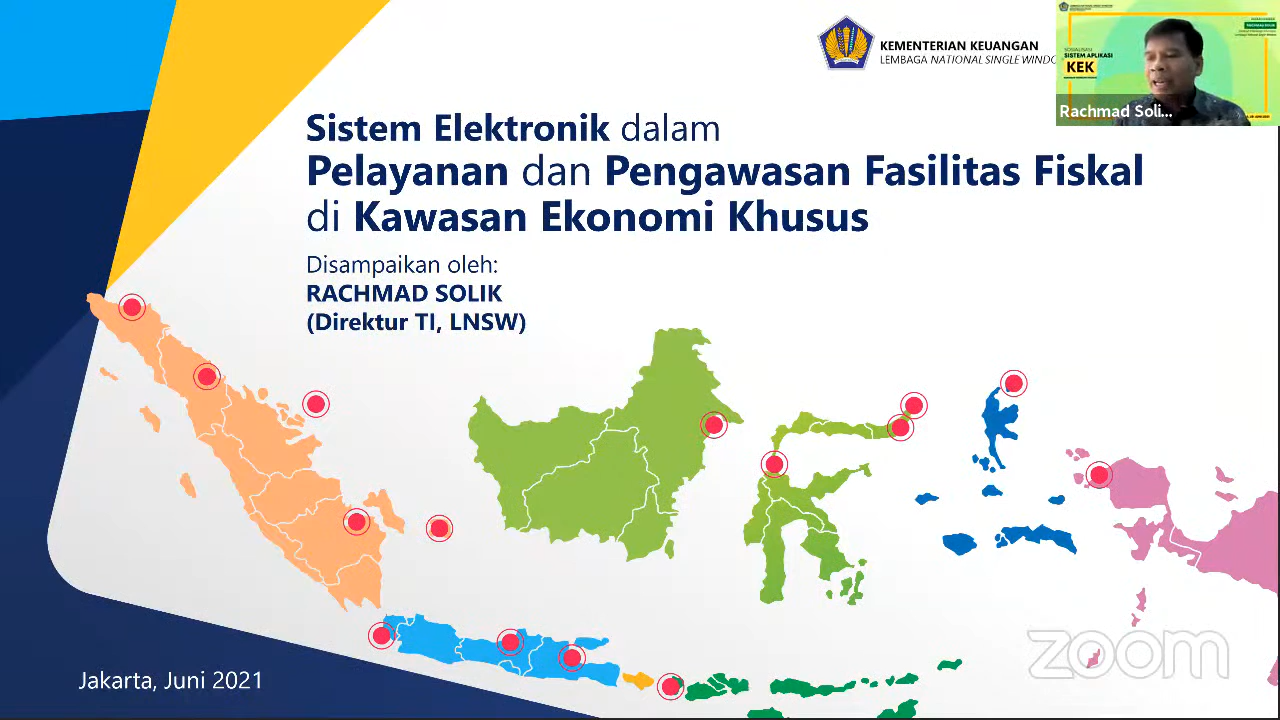 KEMENTERIAN KEUANGAN
LEMBAGA NATIONAL SINGLE WINDO
SOSIALISASI
SISTEM APLIKASI
KEK
Rachmad Soli...
Sistem Elektronik dalam
Pelayanan dan Pengawasan Fasilitas Fiskal
di Kawasan Ekonomi Khusus
Disampaikan oleh:
RACHMAD SOLIK
(Direktur TI, LNSW)
Jakarta, Juni 2021
zoom